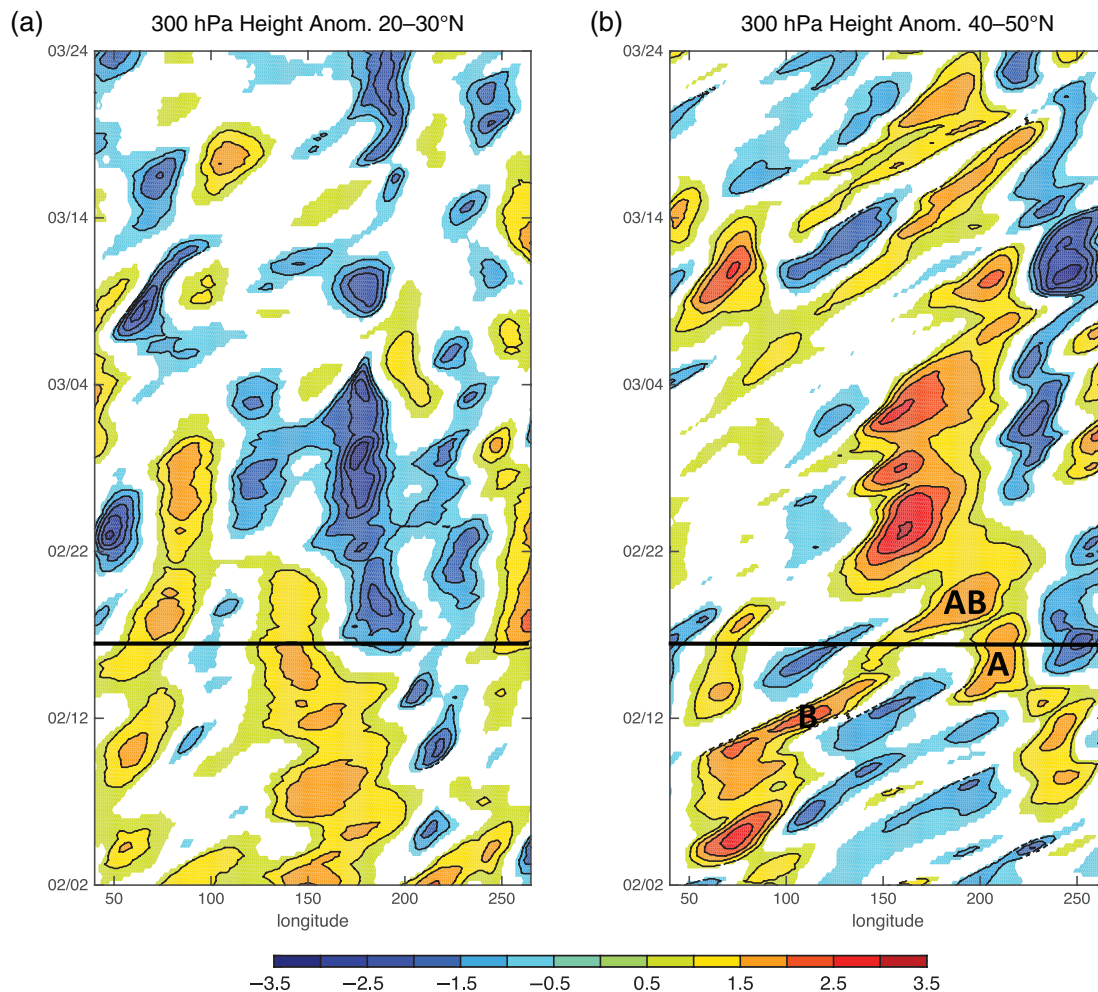 (a) 300 hPa Height Anom. 20–30°N
03/24
03/14
03/04
02/22
02/12
02/02
50 100 150 200 250
longitude
(b) 300 hPa Height Anom. 40–50°N
03/24
03/14
03/04
02/22
02/12
02/02
AB
A
B
50 100 150 200 250
longitude
−3.5 −2.5 −1.5 −0.5 0.5 1.5 2.5 3.5